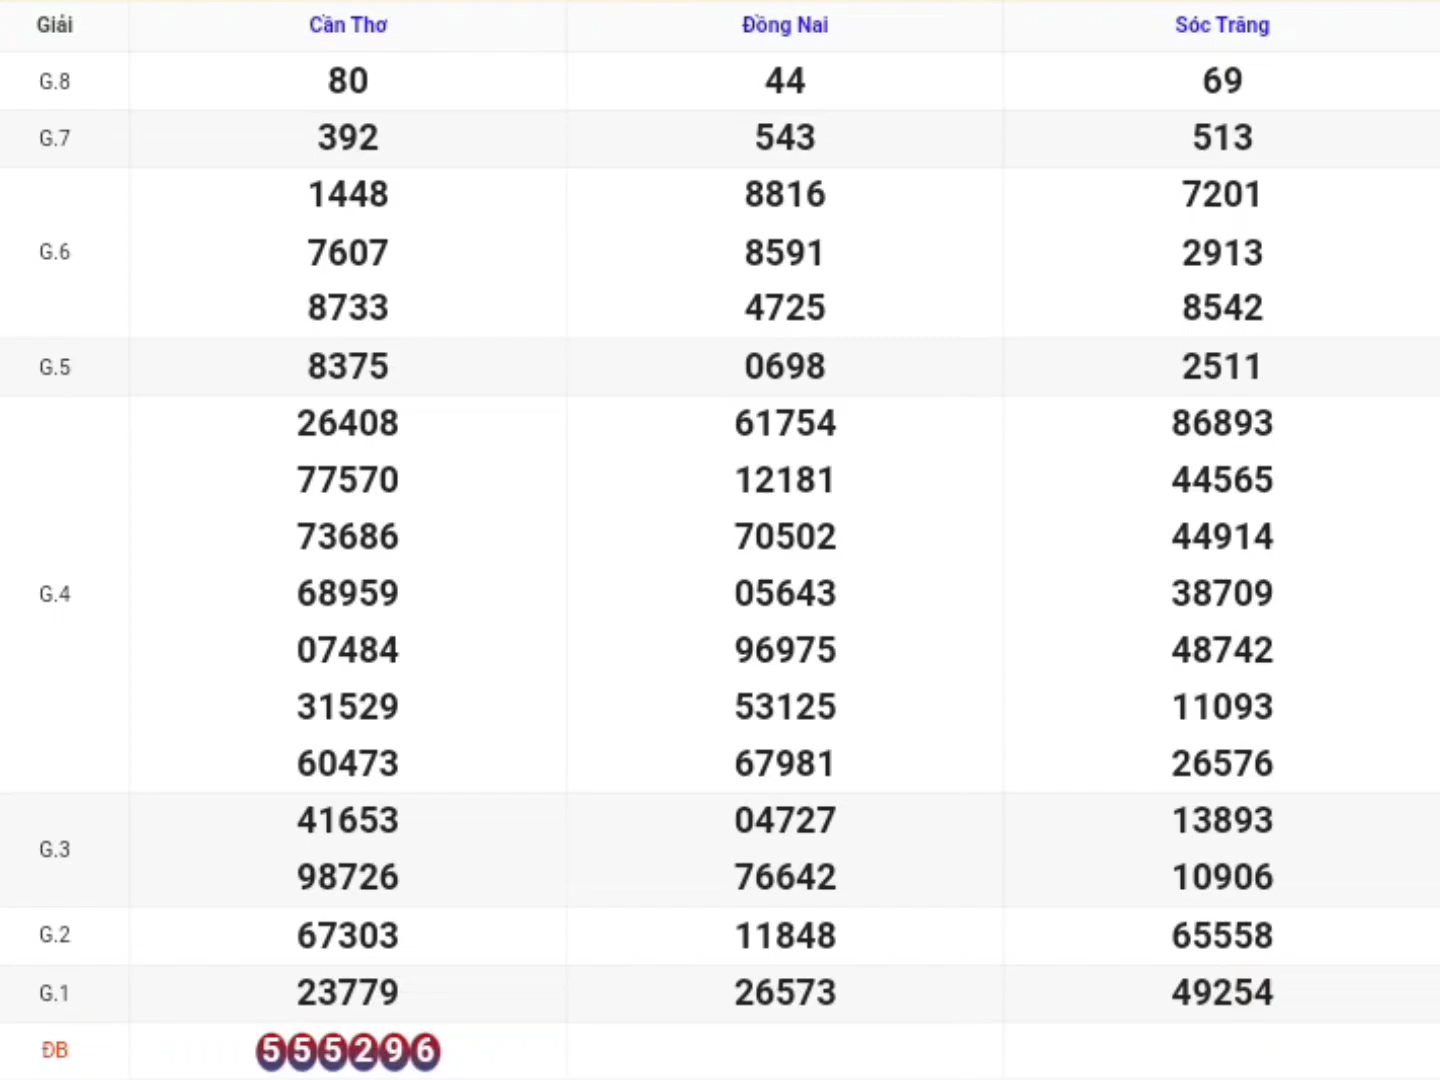 Giải Cần Thơ Đồng Nai Sóc Trăng
G.8 80 44 69
G.7 392 543 513
1448 8816 7201
G.6 7607 8591 2913
8733 4725 8542
G.5 8375 0698 2511
26408 61754 86893
77570 12181 44565
73686 70502 44914
G.4 68959 05643 38709
07484 96975 48742
31529 53125 11093
60473 67981 26576
41653 04727 13893
G.3
98726 76642 10906
G.2 67303 11848 65558
G.1 23779 26573 49254
ĐB 555296